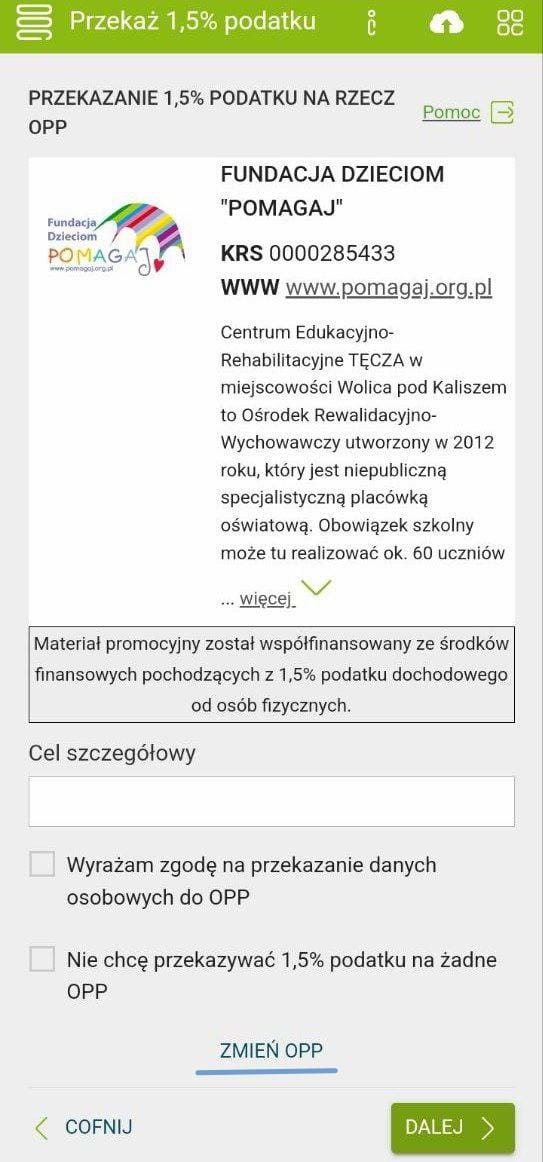 Przekaż 1,5% podatku
PRZEKAZANIE 1,5% PODATKU NA RZECZ
OPP
Pomoc
Fundacja
Dzieciom
POMAGAJ
www.pomagaj.org.pl
FUNDACJA DZIECIOM
"POMAGAJ"
KRS 0000285433
WWW www.pomagaj.org.pl
Centrum Edukacyjno-
Rehabilitacyjne TĘCZA w
miejscowości Wolica pod Kaliszem
to Ośrodek Rewalidacyjno-
Wychowawczy utworzony w 2012
roku, który jest niepubliczną
specjalistyczną placówką
oświatową. Obowiązek szkolny
może tu realizować ok. 60 uczniów
... więcej
Materiał promocyjny został współfinansowany ze środków
finansowych pochodzących z 1,5% podatku dochodowego
od osób fizycznych.
Cel szczegółowy
Wyrażam zgodę na przekazanie danych
osobowych do OPP
Nie chcę przekazywać 1,5% podatku na żadne
OPP
ZMIEŃ OPP
COFNIJ
DALEJ